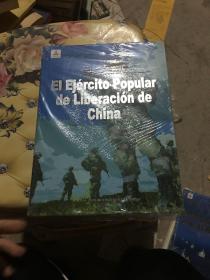 El Ejército Popular
de Liberación de
China